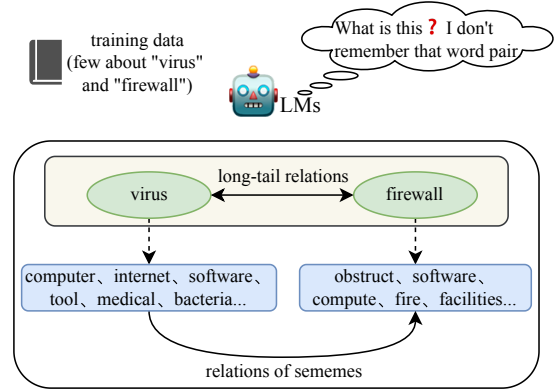 training data
(few about "virus"
and "firewall")
What is this ❓ I don't
remember that word pair
LMs
long-tail relations
virus
firewall
computer、internet、software、
tool、medical、bacteria...
obstruct、software、
compute、fire、facilities...
relations of sememes